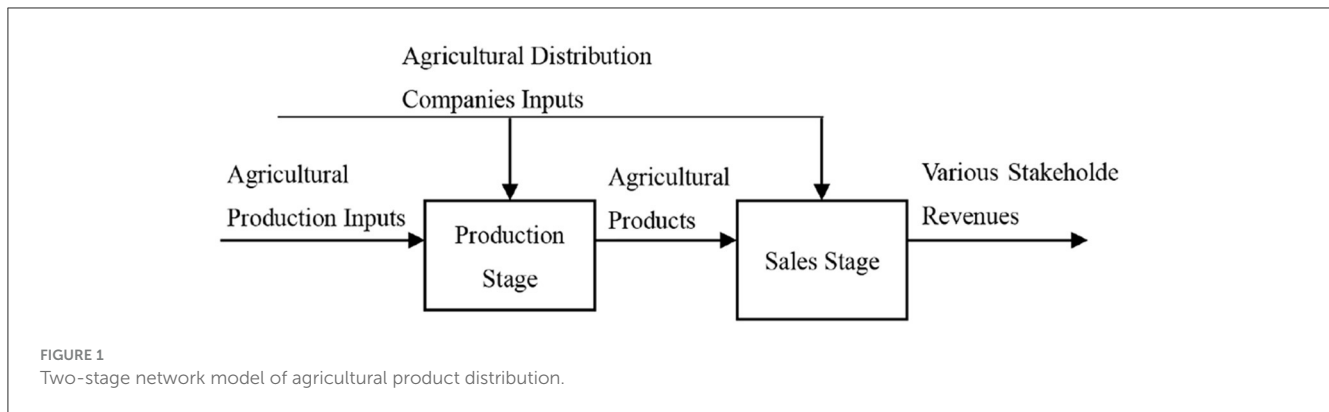 Agricultural Distribution
Companies Inputs
Agricultural
Production Inputs
Production
Stage
Agricultural
Products
Sales Stage
Various Stakeholde
Revenues
FIGURE 1
Two-stage network model of agricultural product distribution.